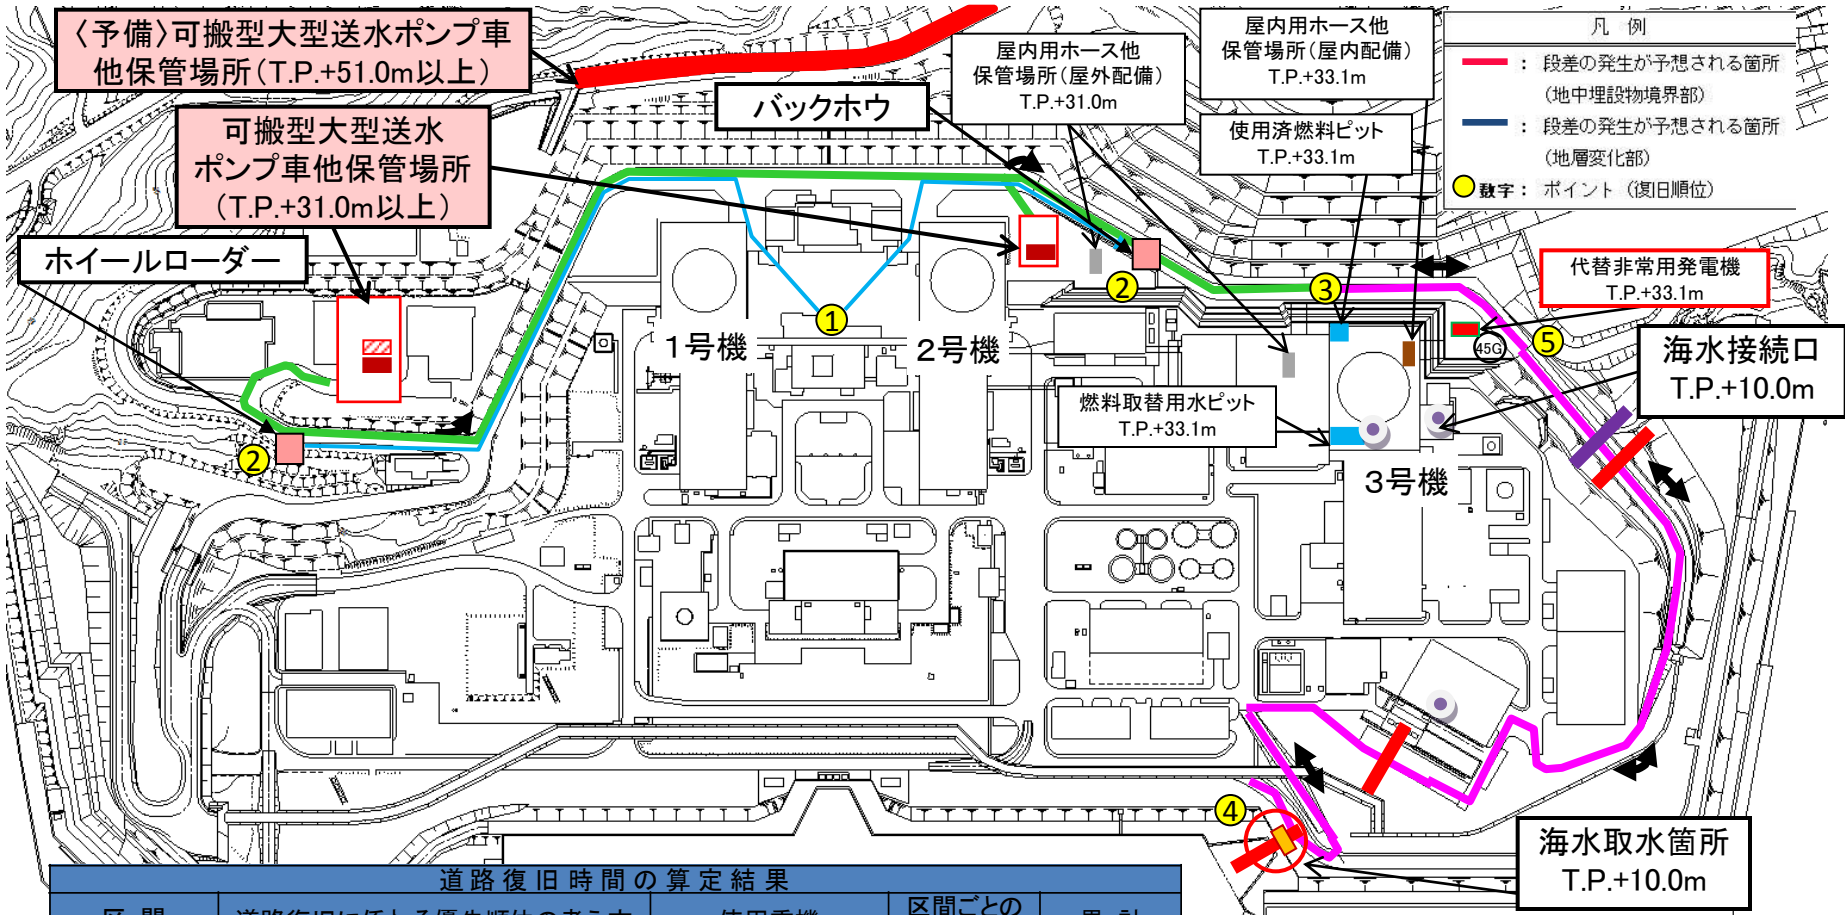 〈予備〉可搬型大型送水ポンプ車
他保管場所(T.P.+51.0m以上)
屋内用ホース他
保管場所(屋外配備)
T.P.+31.0m
屋内用ホース他
保管場所(屋内配備)
T.P.+33.1m
凡 例
： 段差の発生が予想される箇所
(地中埋設物境界部)
： 段差の発生が予想される箇所
(地層変化部)
数字： ポイント (復旧順位)
バックホウ
可搬型大型送水
ポンプ車他保管場所
(T.P.+31.0m以上)
使用済燃料ピット
T.P.+33.1m
ホイールローダー
代替非常用発電機
T.P.+33.1m
②
③
①
⑤
45G
1号機
2号機
海水接続口
T.P.+10.0m
燃料取替用水ピット
T.P.+33.1m
②
3号機
④
海水取水箇所
T.P.+10.0m
道路復旧時間の算定結果
区間ごとの